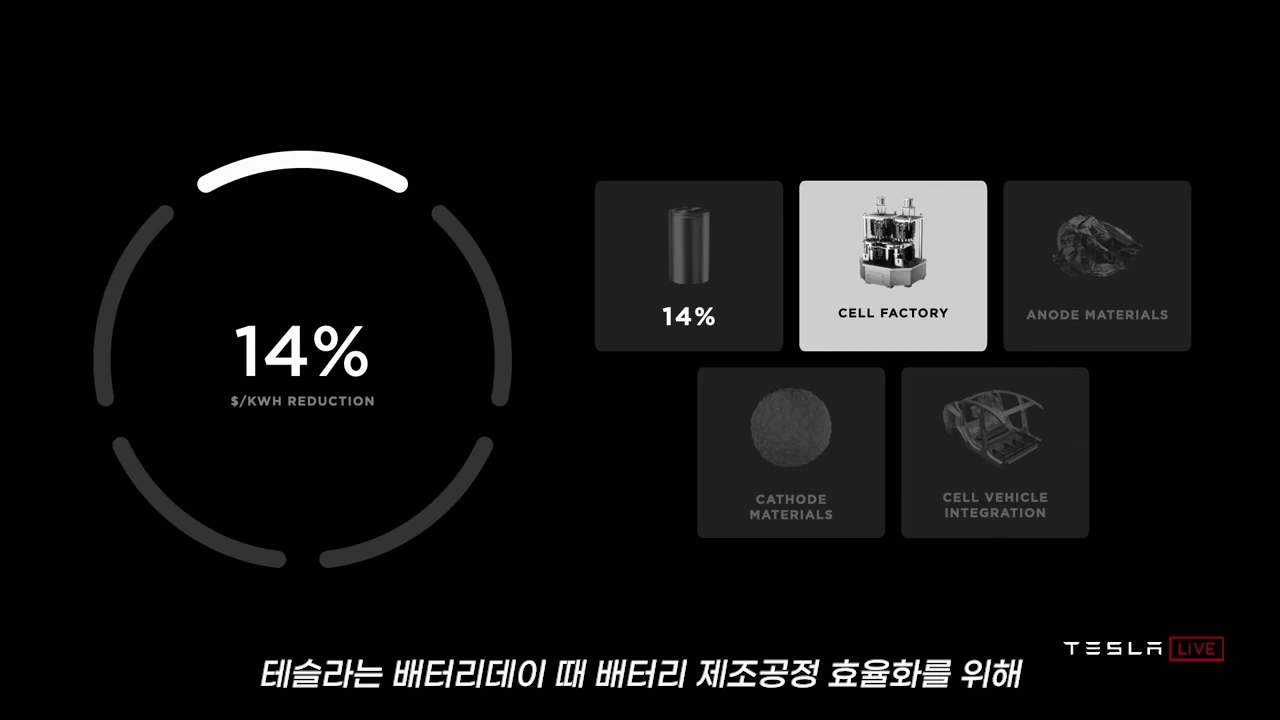 14%
$/KWH REDUCTION
14%
CELL FACTORY
ANODE MATERIALS
CATHODE
MATERIALS
CELL VEHICLE
INTEGRATION
TESLA LIVE
테슬라는 배터리데이 때 배터리 제조공정 효율화를 위해